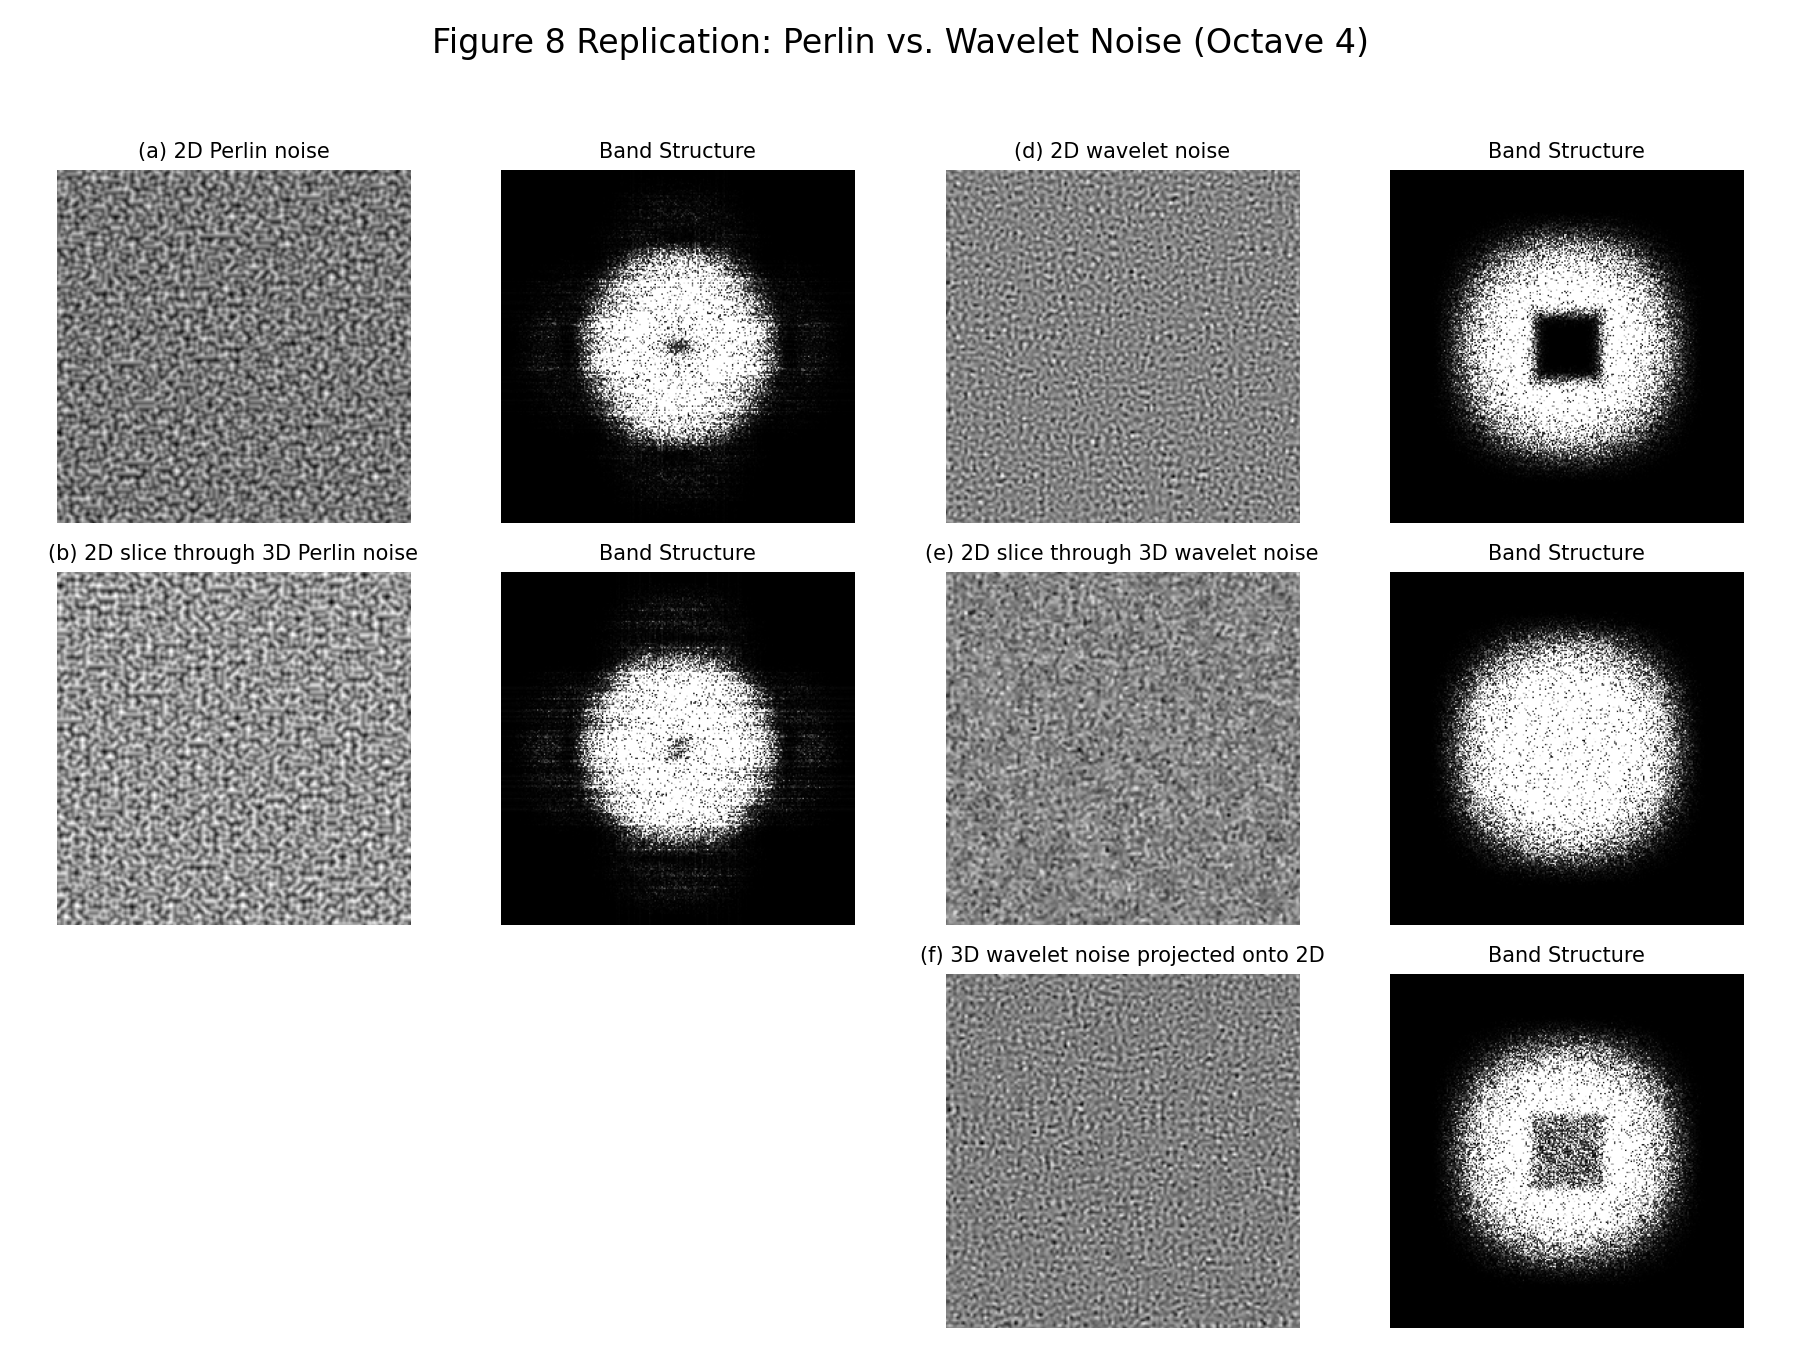 Figure 8 Replication: Perlin vs. Wavelet Noise (Octave 4)
(a) 2D Perlin noise
Band Structure
(d) 2D wavelet noise
Band Structure
(b) 2D slice through 3D Perlin noise
Band Structure
(e) 2D slice through 3D wavelet noise
Band Structure
(f) 3D wavelet noise projected onto 2D
Band Structure